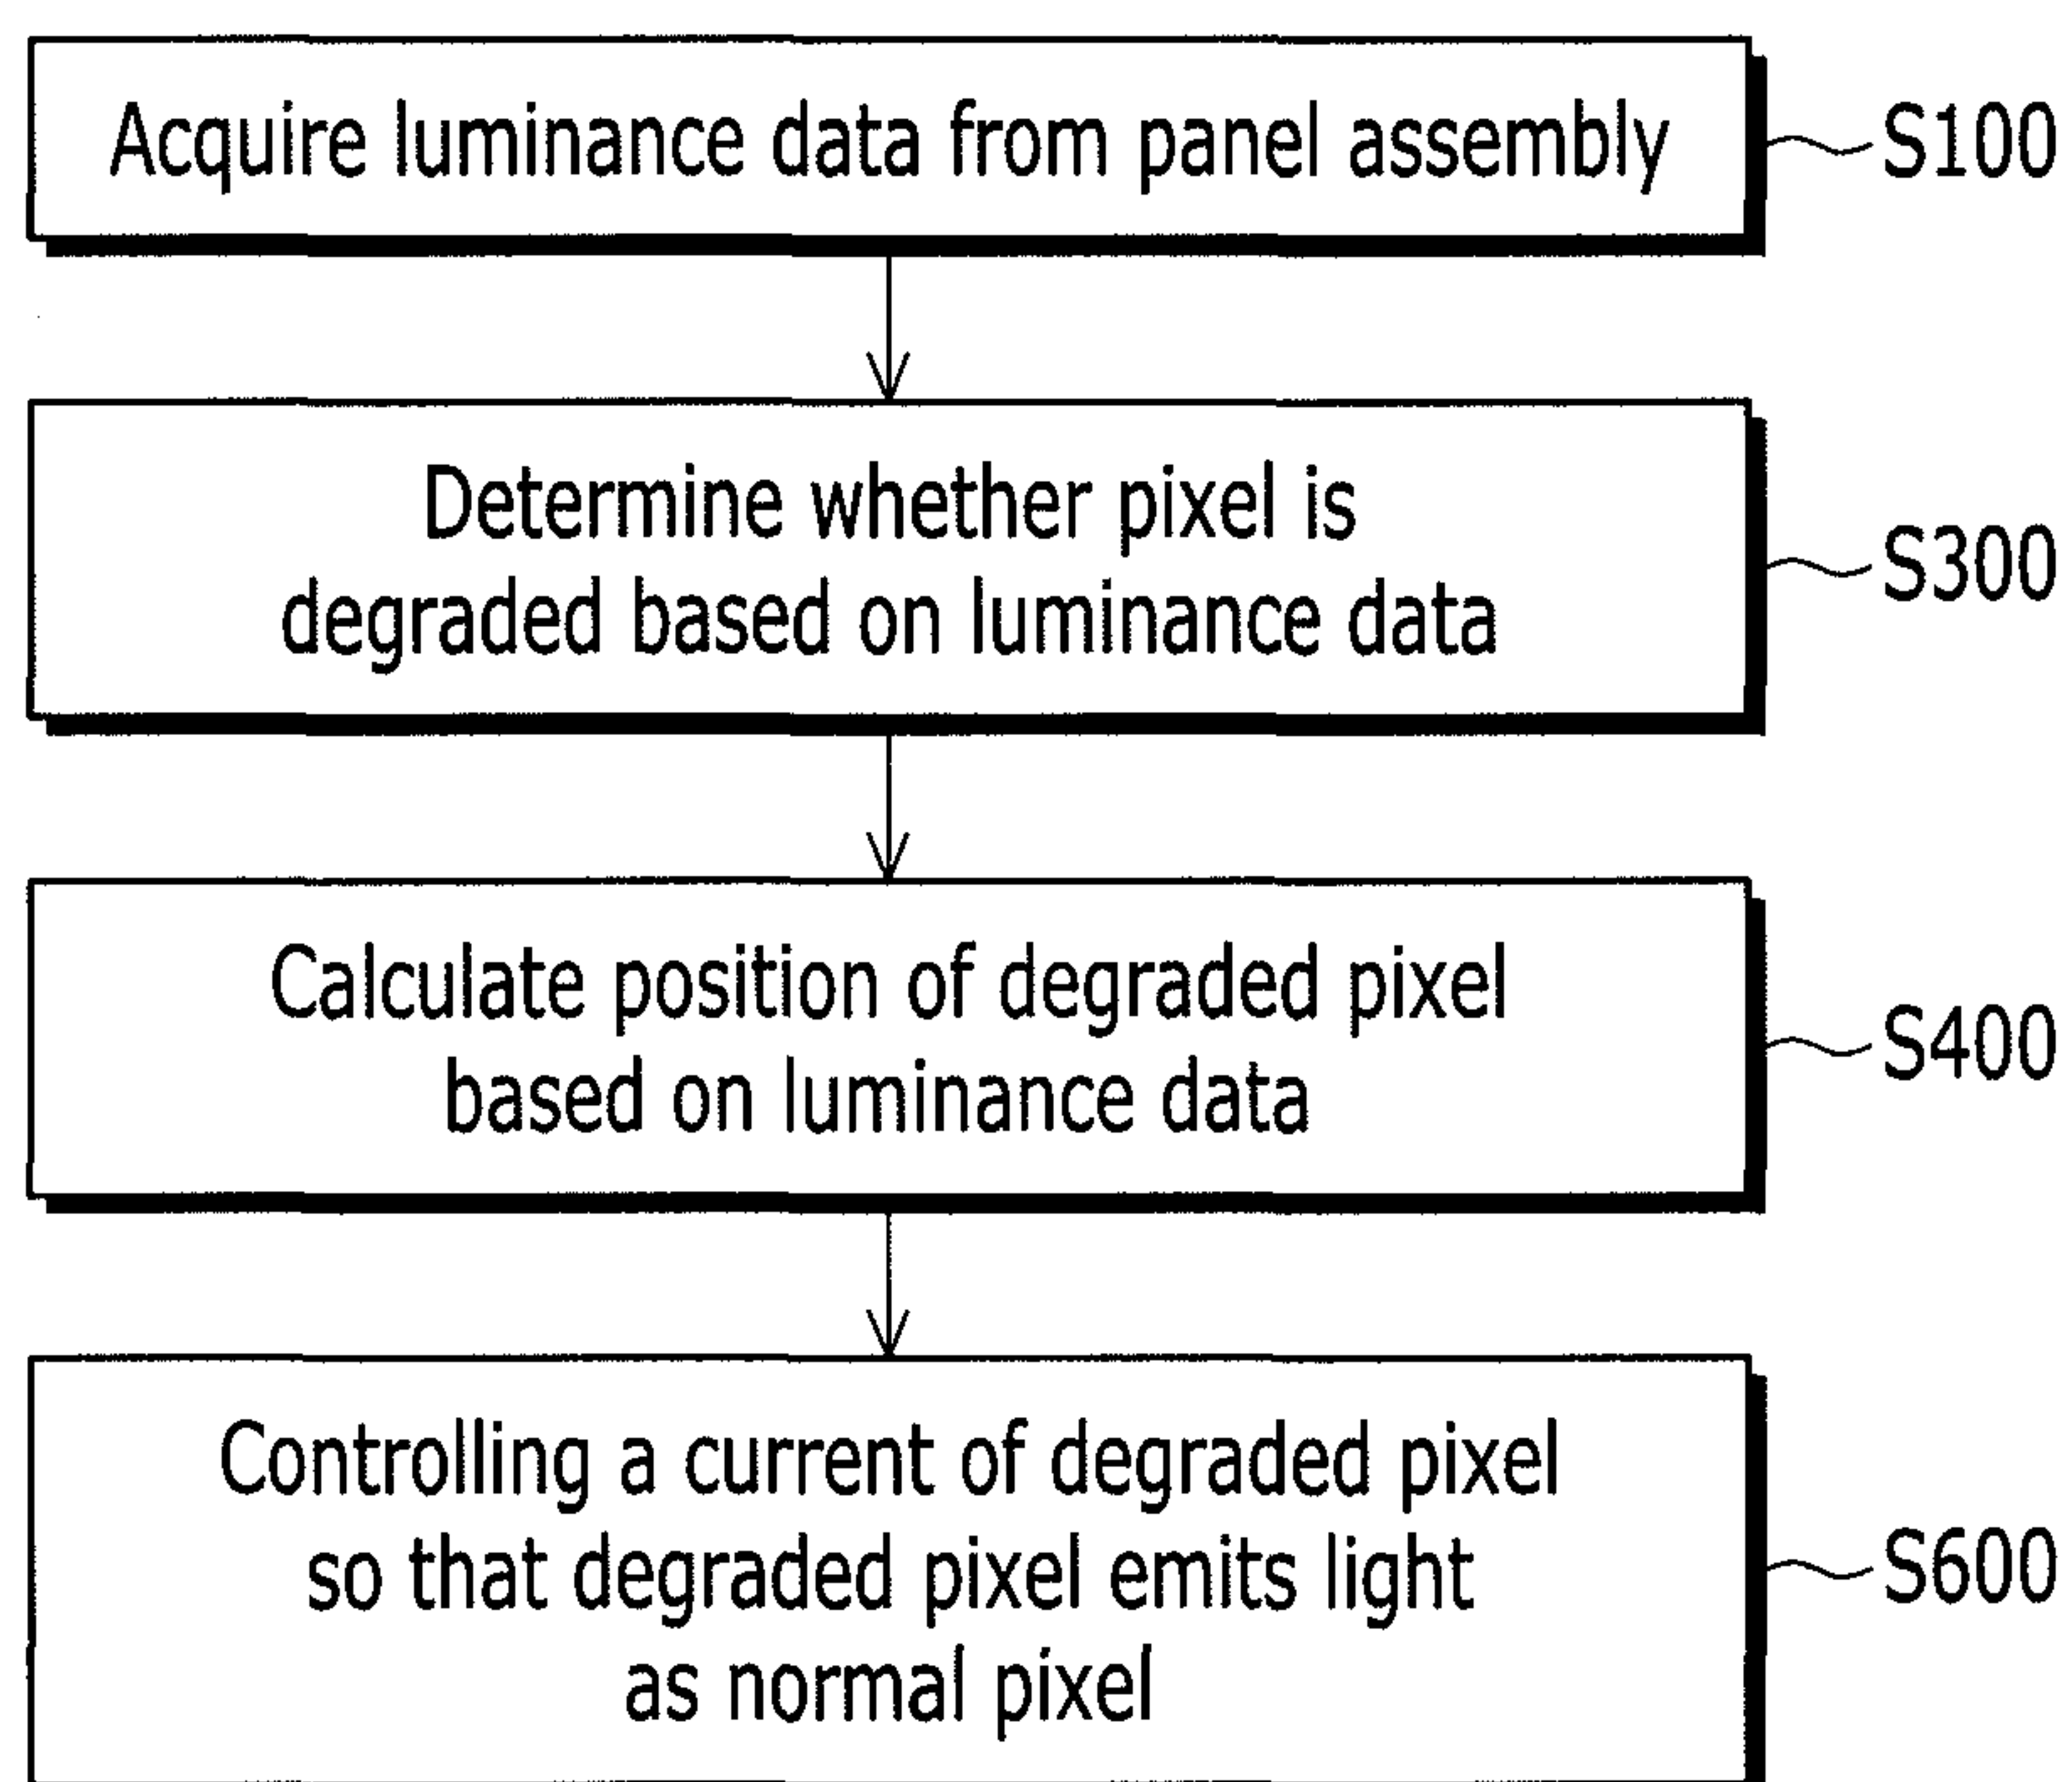 Acquire luminance data from panel assembly
S100
Determine whether pixel is
degraded based on luminance data
S300
Calculate position of degraded pixel
based on luminance data
S400
Controlling a current of degraded pixel
so that degraded pixel emits light
as normal pixel
S600